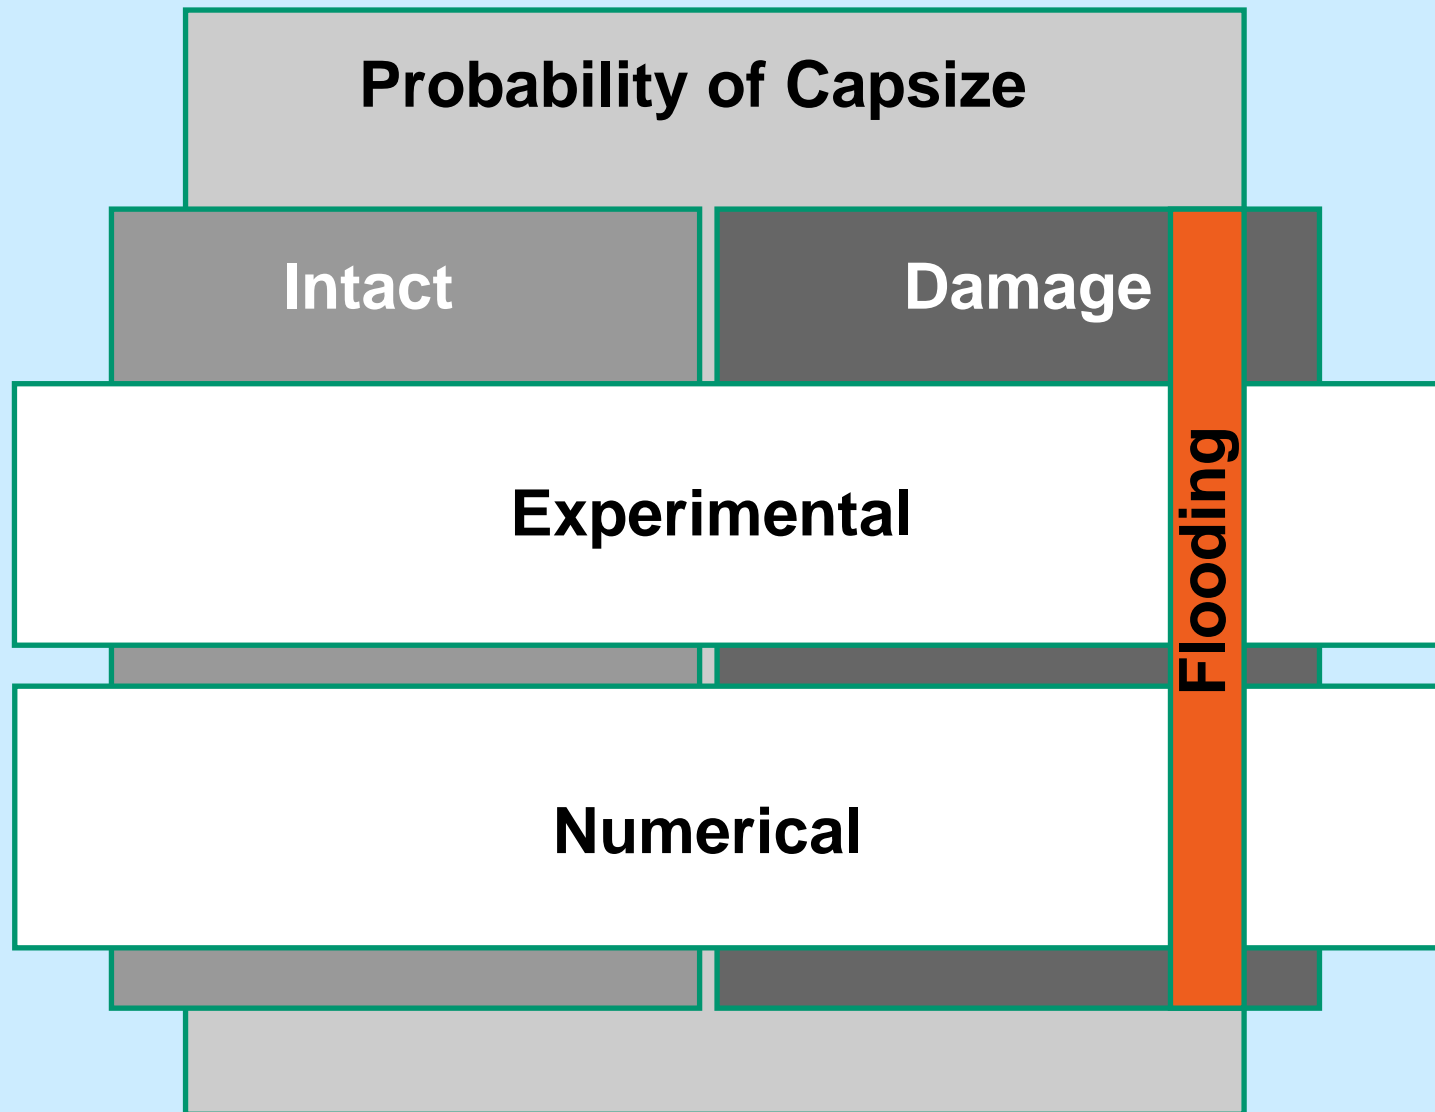 Probability of Capsize
Intact
Damage
Experimental
Flooding
Numerical